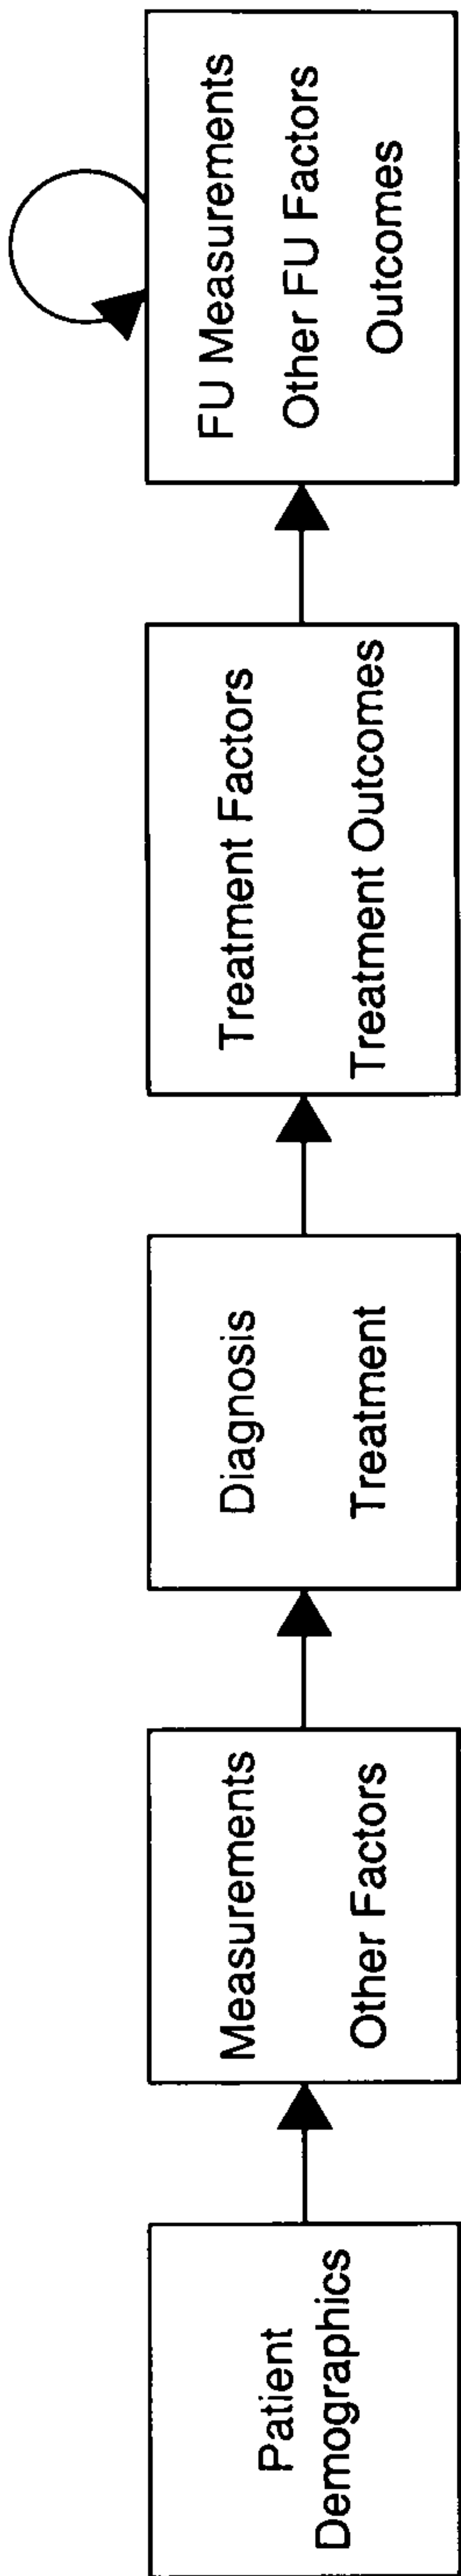 Patient
Demographics
Measurements
Other Factors
Diagnosis
Treatment
Treatment Factors
Treatment Outcomes
FU Measurements
Other FU Factors
Outcomes